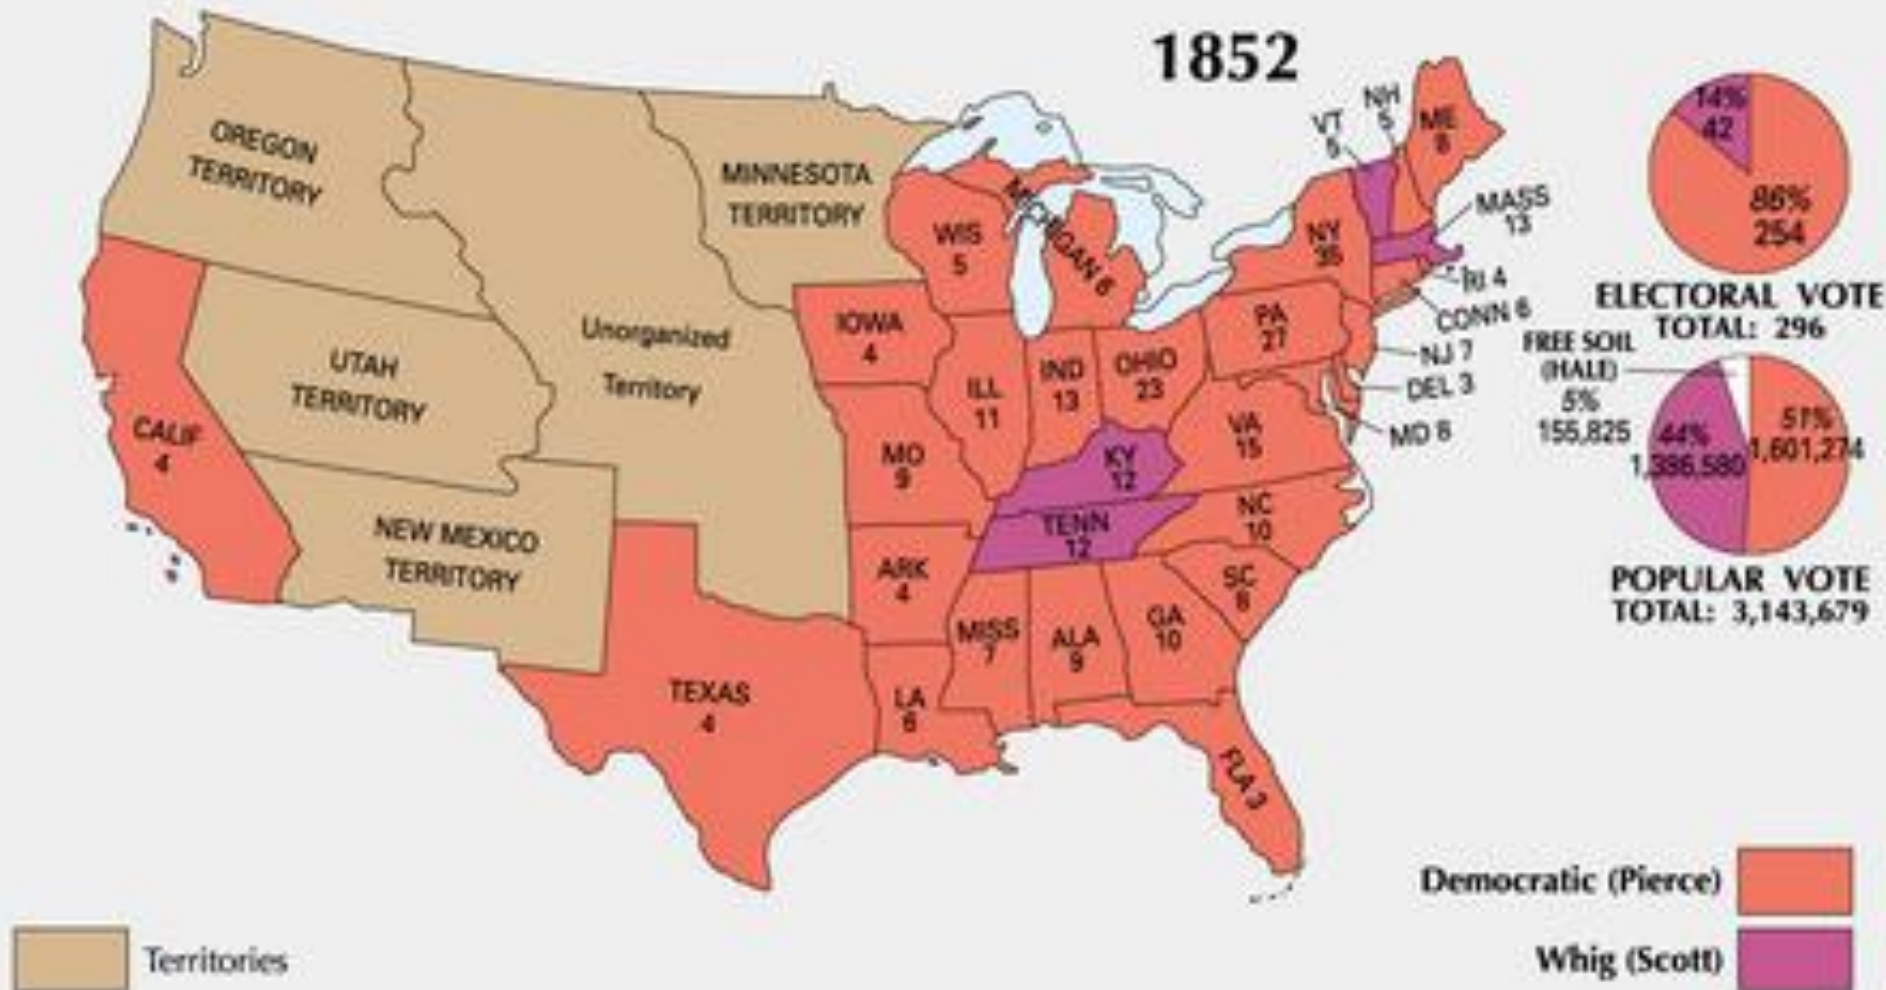 1852
OREGON
TERRITORY
MINNESOTA
TERRITORY
Unorganized
Territory
UTAH
TERRITORY
NEW MEXICO
TERRITORY
CALIF
4
TEXAS
4
WIS
5
MICHIGAN 6
IOWA
4
ILL
11
IND
13
OHIO
23
MO
9
KY
12
TENN
12
ARK
4
LA
6
MISS
7
ALA
9
GA
10
FLA 3
SC
8
NC
10
VA
15
PA
27
NY
35
VT
5
NH
5
ME
8
MASS
13
RI 4
CONN 6
NJ 7
DEL 3
MD 8
14%
42
86%
254
ELECTORAL VOTE
TOTAL: 296
FREE SOIL
(HALE)
5%
155,825
44%
1,386,580
51%
1,601,274
POPULAR VOTE
TOTAL: 3,143,679
Democratic (Pierce)
Whig (Scott)
Territories